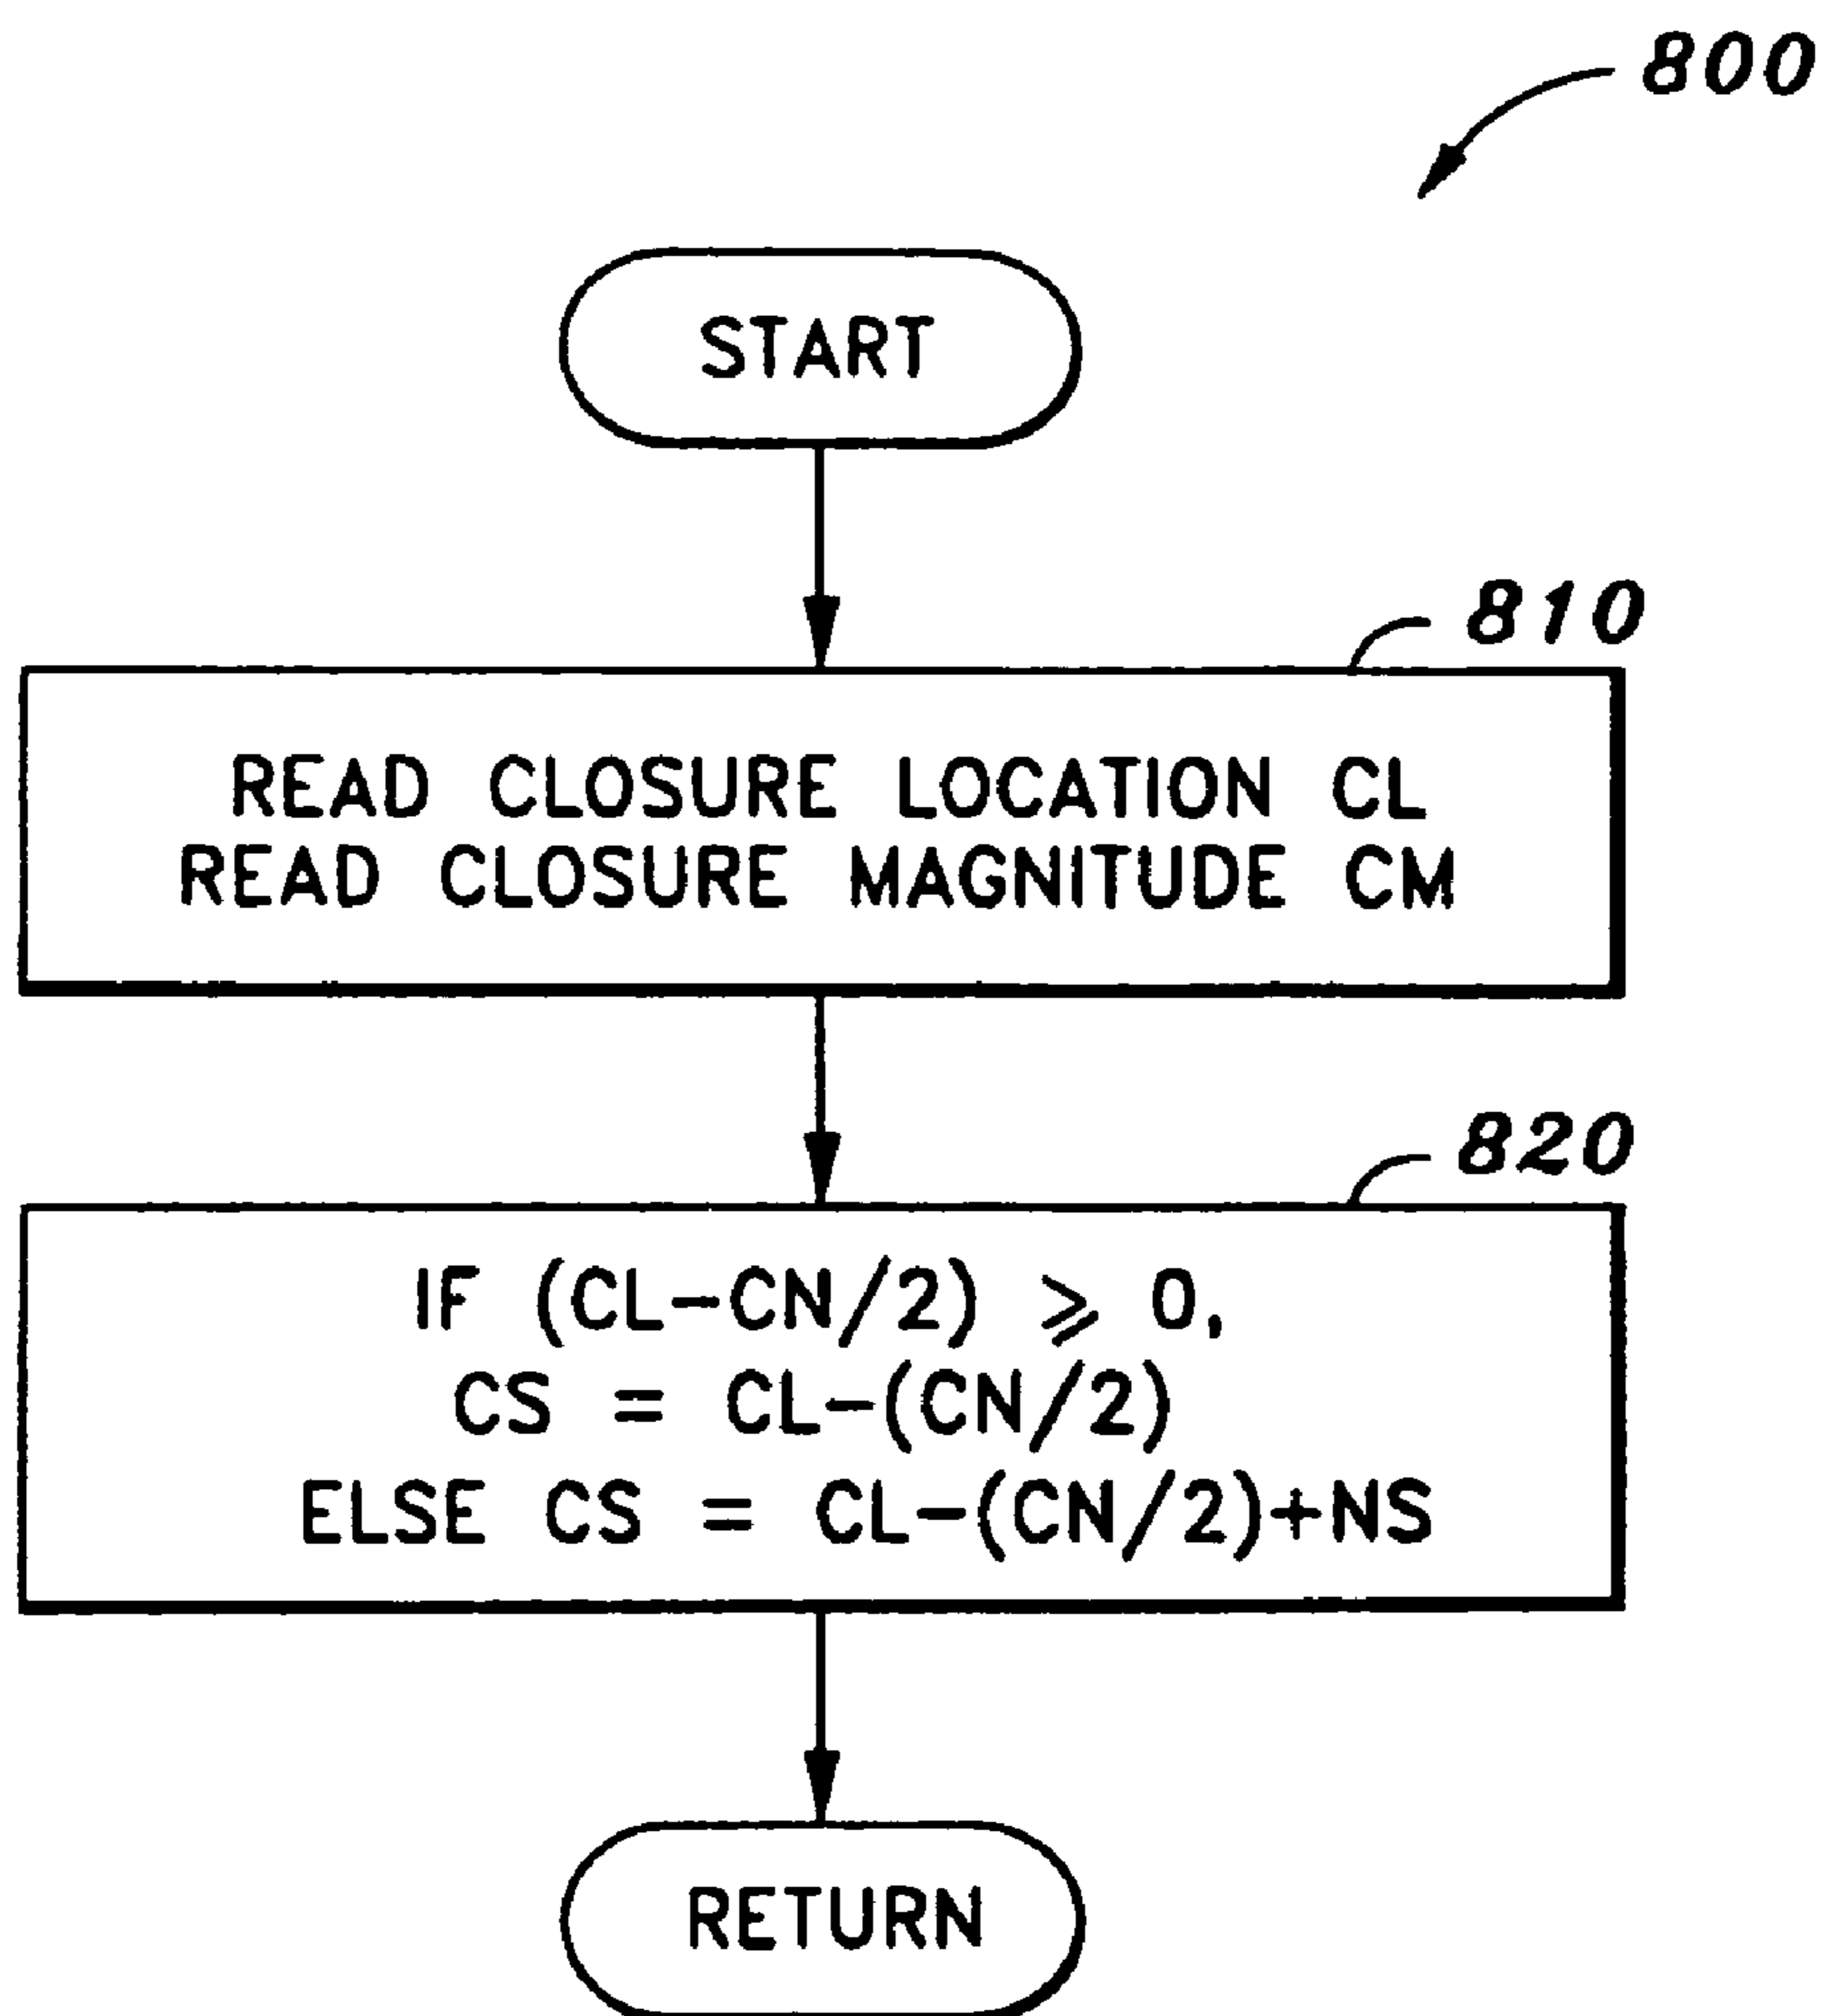 800
START
810
READ CLOSURE LOCATION CL
READ CLOSURE MAGNITUDE CM
820
IF (CL-CN/2) ⩾ 0,
CS = CL-(CN/2)
ELSE CS = CL-(CN/2)+NS
RETURN